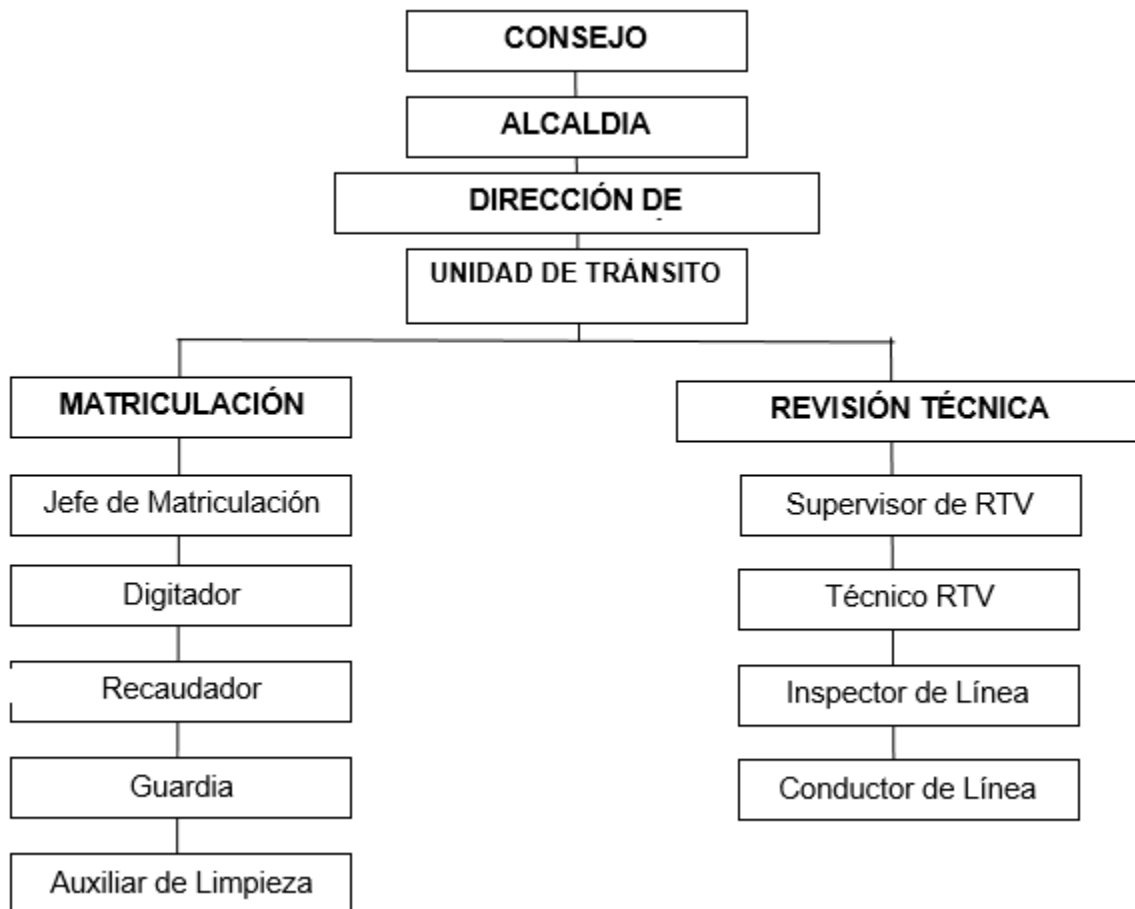 CONSEJO
ALCALDIA
DIRECCIÓN DE
UNIDAD DE TRÁNSITO
MATRICULACIÓN
Jefe de Matriculación
Digitador
Recaudador
Guardia
Auxiliar de Limpieza
REVISIÓN TÉCNICA
Supervisor de RTV
Técnico RTV
Inspector de Línea
Conductor de Línea